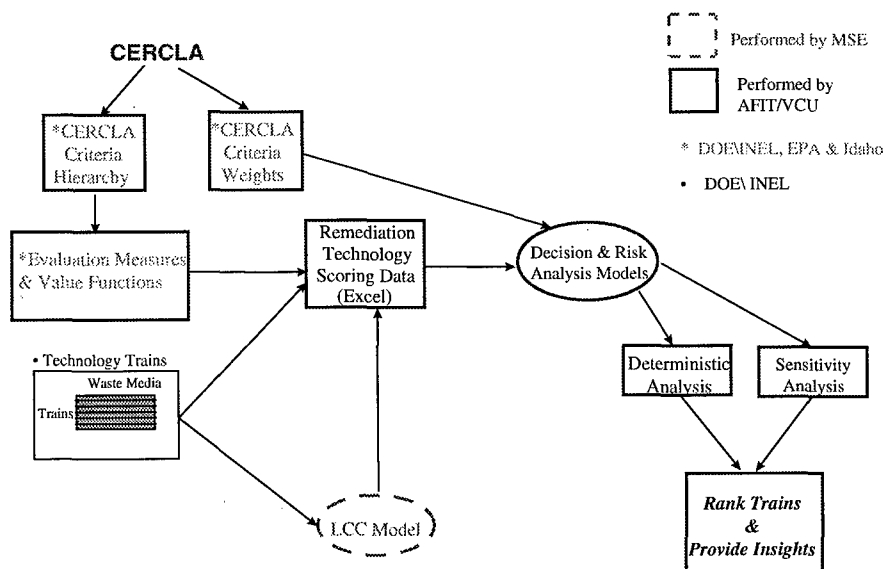 CERCLA
Performed by MSE
Performed by
AFIT/VCU
* DOE\INEL, EPA & Idaho
• DOE\ INEL
*CERCLA
Criteria
Hierarchy
*CERCLA
Criteria
Weights
*Evaluation Measures
& Value Functions
Remediation
Technology
Scoring Data
(Excel)
Decision & Risk
Analysis Models
• Technology Trains
Waste Media
Trains
Deterministic
Analysis
Sensitivity
Analysis
LCC Model
Rank Trains
&
Provide Insights